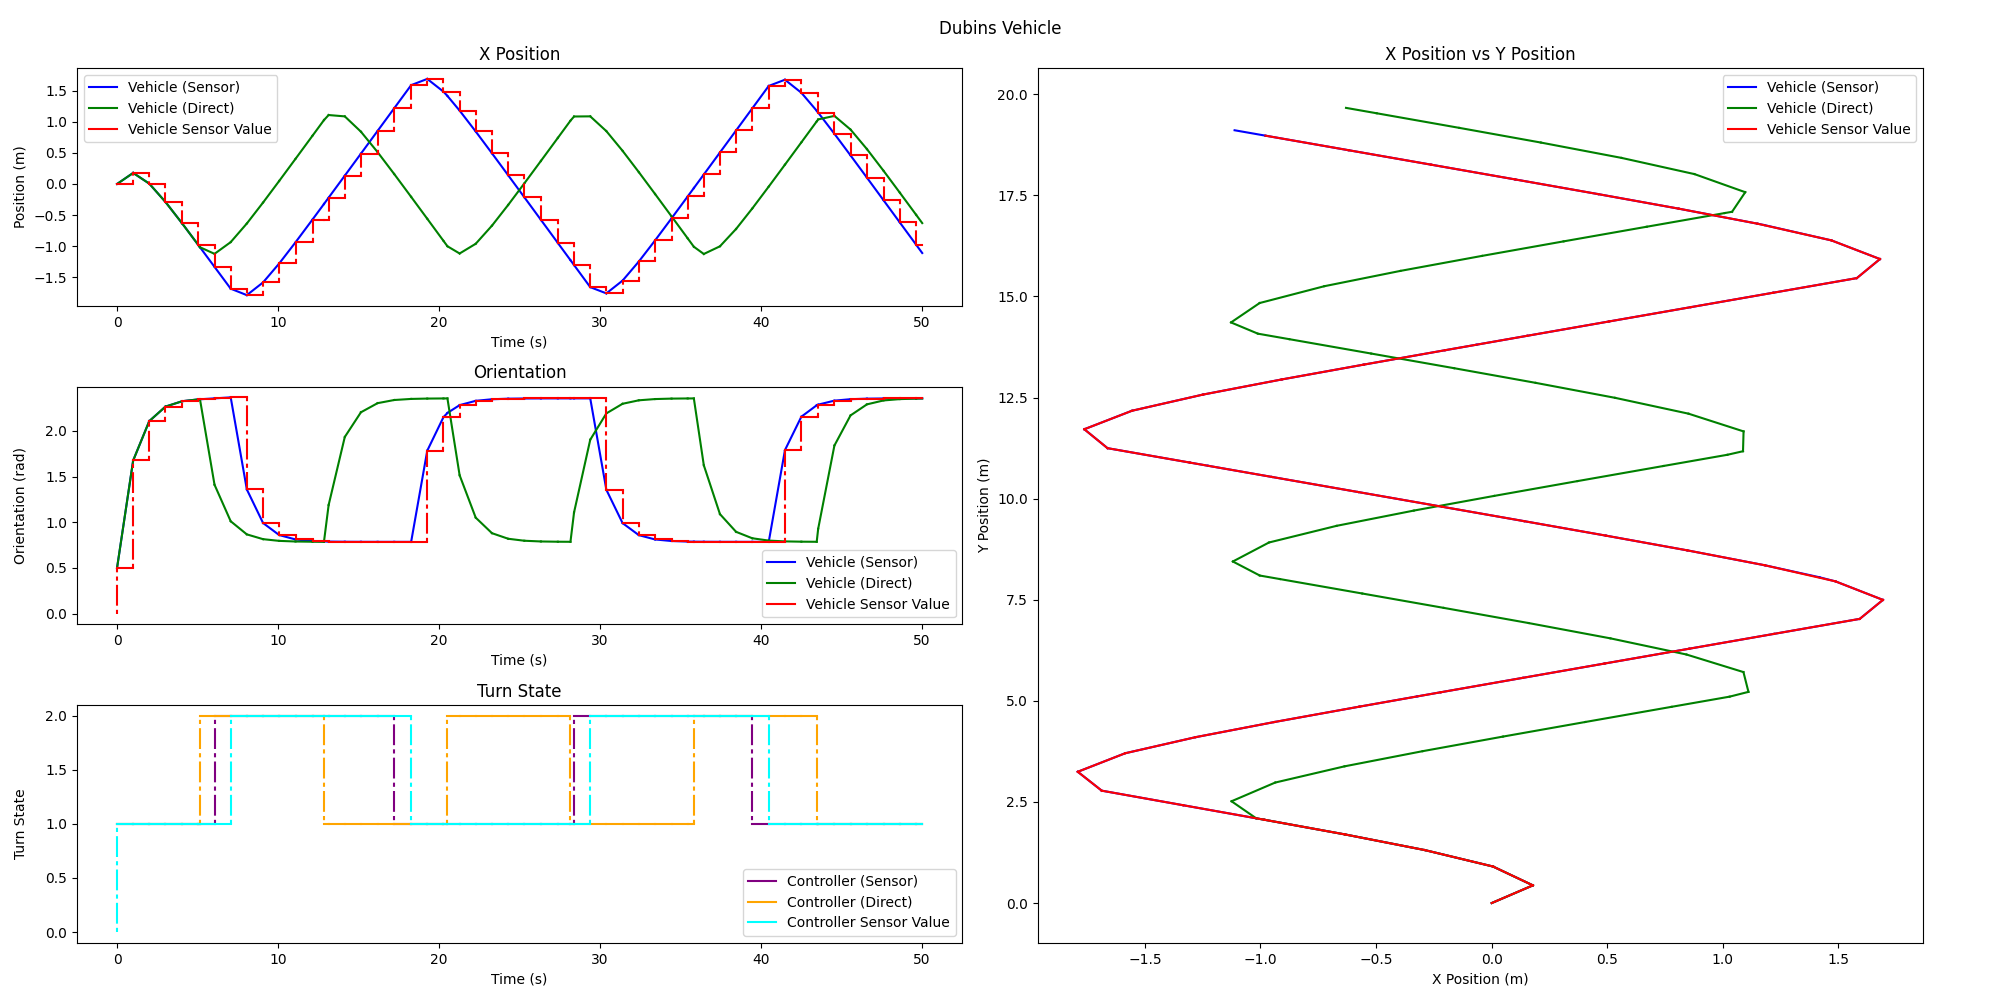 Dubins Vehicle
X Position
Vehicle (Sensor)
Vehicle (Direct)
Vehicle Sensor Value
Position (m)
1.5
1.0
0.5
0.0
−0.5
−1.0
−1.5
0 10 20 30 40 50
Time (s)
Orientation
Orientation (rad)
2.0
1.5
1.0
0.5
0.0
Vehicle (Sensor)
Vehicle (Direct)
Vehicle Sensor Value
0 10 20 30 40 50
Time (s)
Turn State
Turn State
2.0
1.5
1.0
0.5
0.0
Controller (Sensor)
Controller (Direct)
Controller Sensor Value
0 10 20 30 40 50
Time (s)
X Position vs Y Position
Vehicle (Sensor)
Vehicle (Direct)
Vehicle Sensor Value
Y Position (m)
20.0
17.5
15.0
12.5
10.0
7.5
5.0
2.5
0.0
−1.5 −1.0 −0.5 0.0 0.5 1.0 1.5
X Position (m)